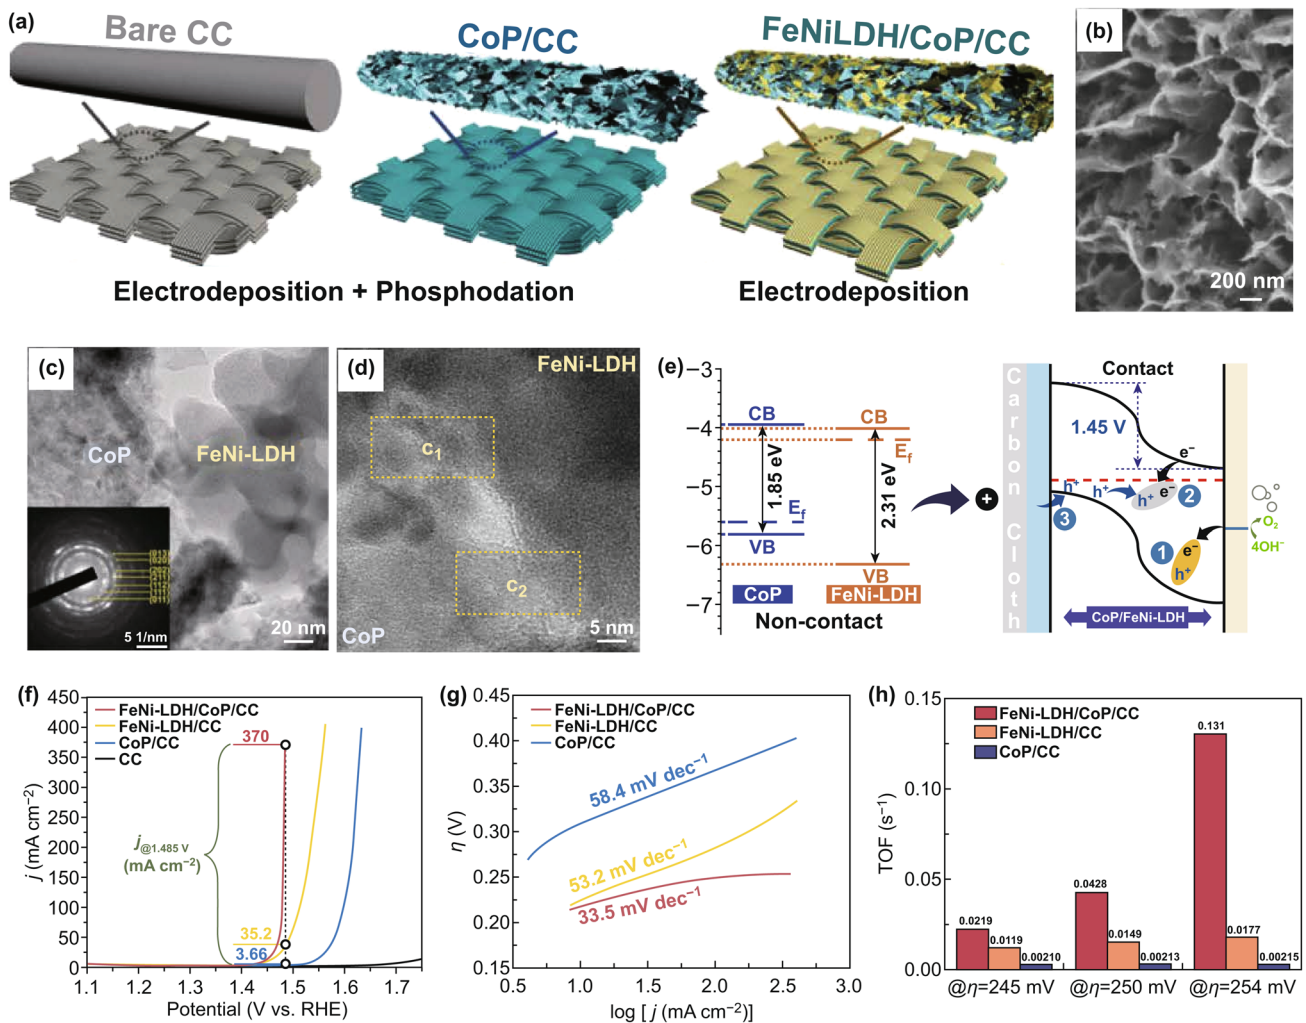 (a)
Bare CC
CoP/CC
FeNiLDH/CoP/CC
Electrodeposition + Phosphodation
Electrodeposition
(b)
200 nm
(c)
CoP
FeNi-LDH
5 1/nm
20 nm
(d)
FeNi-LDH
c1
c2
CoP
5 nm
(e)
−3
−4
−5
−6
−7
CB
1.85 eV
Ef
VB
CoP
CB
Ef
2.31 eV
VB
FeNi-LDH
Non-contact
+
Carbon Cloth
Contact
1.45 V
e−
h+
h+
h+ e−
2
3
1
e−
h+
O2
4OH−
CoP/FeNi-LDH
(f)
450
400
350
300
250
200
150
100
50
0
j (mA cm−2)
FeNi-LDH/CoP/CC
FeNi-LDH/CC
CoP/CC
CC
370
j@1.485 V
(mA cm−2)
35.2
3.66
1.1 1.2 1.3 1.4 1.5 1.6 1.7
Potential (V vs. RHE)
(g)
0.45
0.40
0.35
0.30
0.25
0.20
0.15
η (V)
FeNi-LDH/CoP/CC
FeNi-LDH/CC
CoP/CC
58.4 mV dec−1
53.2 mV dec−1
33.5 mV dec−1
0.5 1.0 1.5 2.0 2.5 3.0
log [ j (mA cm−2)]
(h)
0.15
0.10
0.05
0.00
TOF (s−1)
FeNi-LDH/CoP/CC
FeNi-LDH/CC
CoP/CC
0.0219
0.0119
0.00210
0.0428
0.0149
0.00213
0.131
0.0177
0.00215
@η=245 mV @η=250 mV @η=254 mV